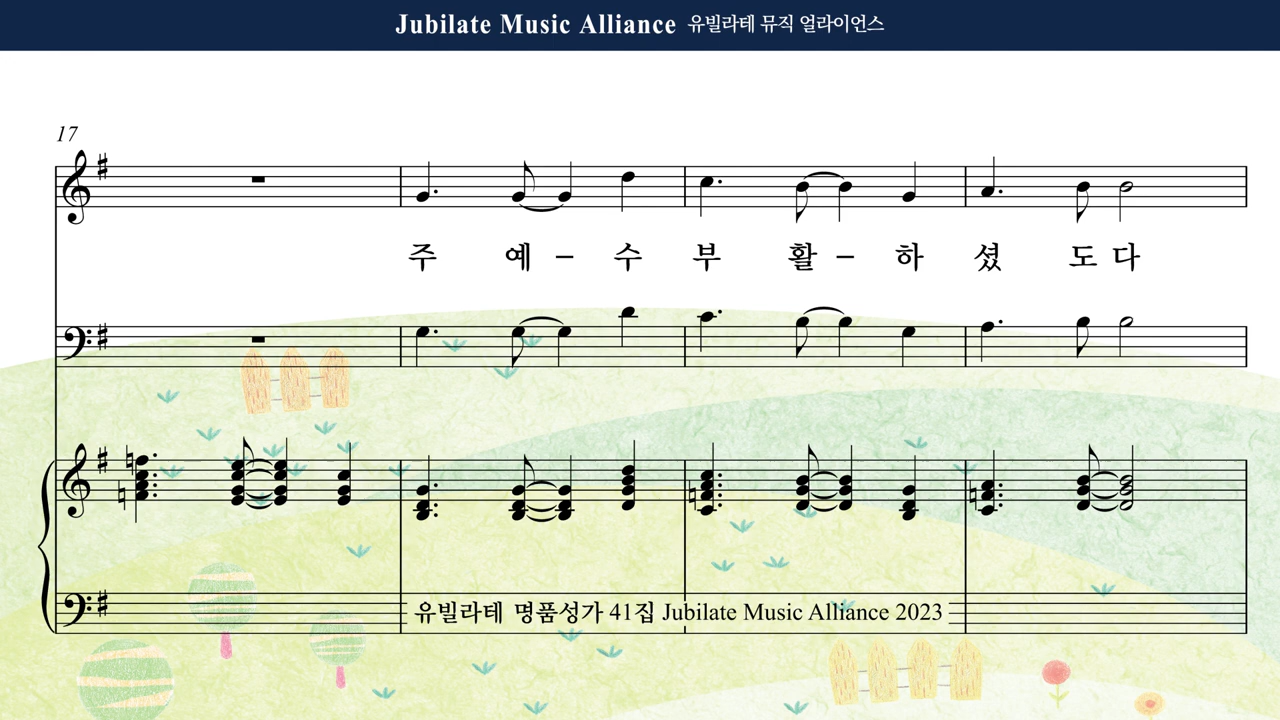 Jubilate Music Alliance 유빌라테 뮤직 얼라이언스
17
주 예 – 수 부 활 – 하 셨 도 다
유빌라테 명품성가 41집 Jubilate Music Alliance 2023